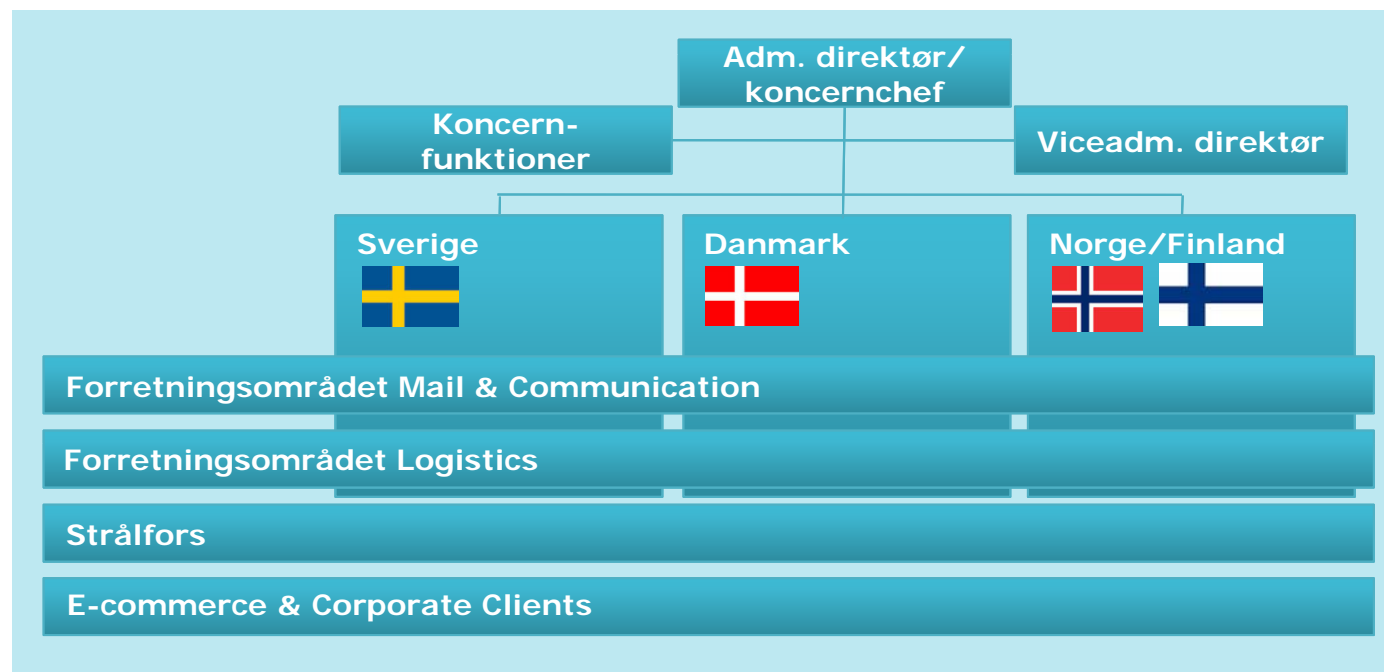 Adm. direktør/
koncernchef
Koncern-
funktioner
Viceadm. direktør
Sverige
Danmark
Norge/Finland
Forretningsområdet Mail & Communication
Forretningsområdet Logistics
Strålfors
E-commerce & Corporate Clients